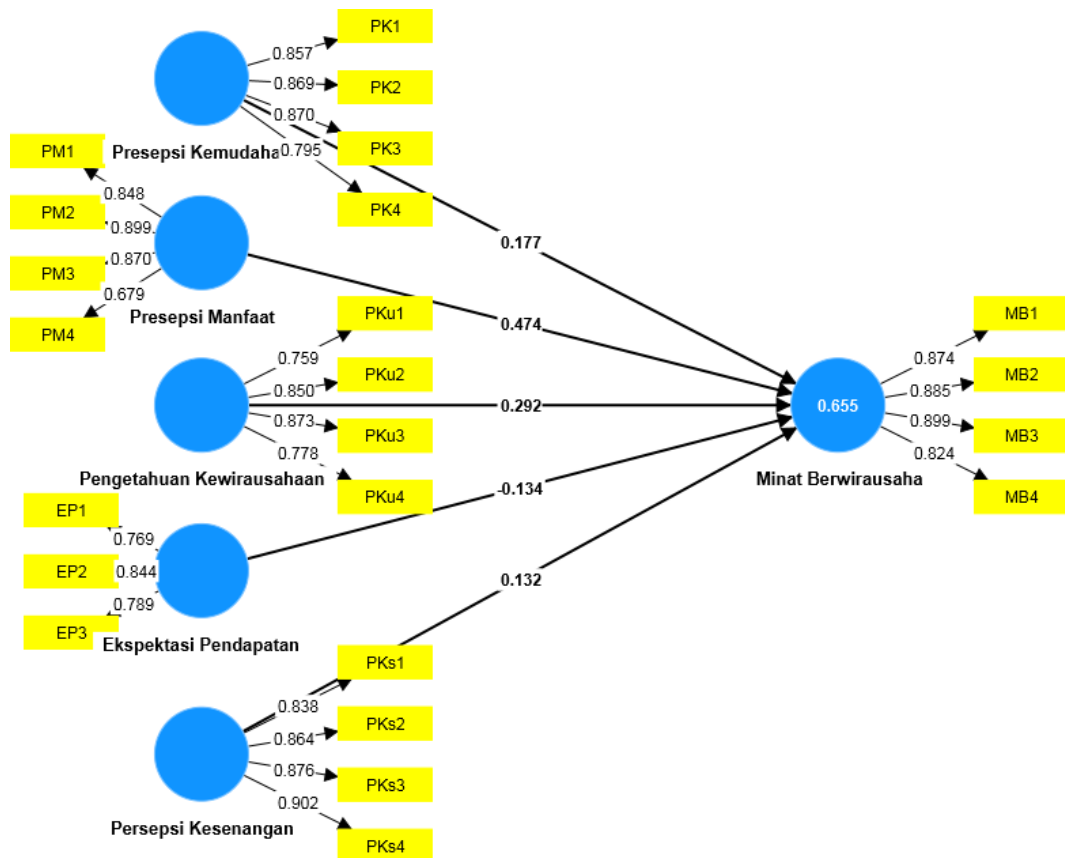 PK1
0.857
PK2
0.869
0.870
PK3
0.795
Presepsi Kemudaha
PK4
PM1
0.848
PM2
0.899
0.870
PM3
0.679
Presepsi Manfaat
PM4
0.177
0.474
PKu1
0.759
PKu2
0.850
0.292
0.873
PKu3
0.778
Pengetahuan Kewirausahaan
PKu4
EP1
0.769
EP2
0.844
0.789
EP3
Ekspektasi Pendapatan
-0.134
0.132
PKs1
0.838
PKs2
0.864
0.876
PKs3
0.902
Persepsi Kesenangan
PKs4
0.655
Minat Berwirausaha
MB1
0.874
MB2
0.885
0.899
MB3
0.824
MB4